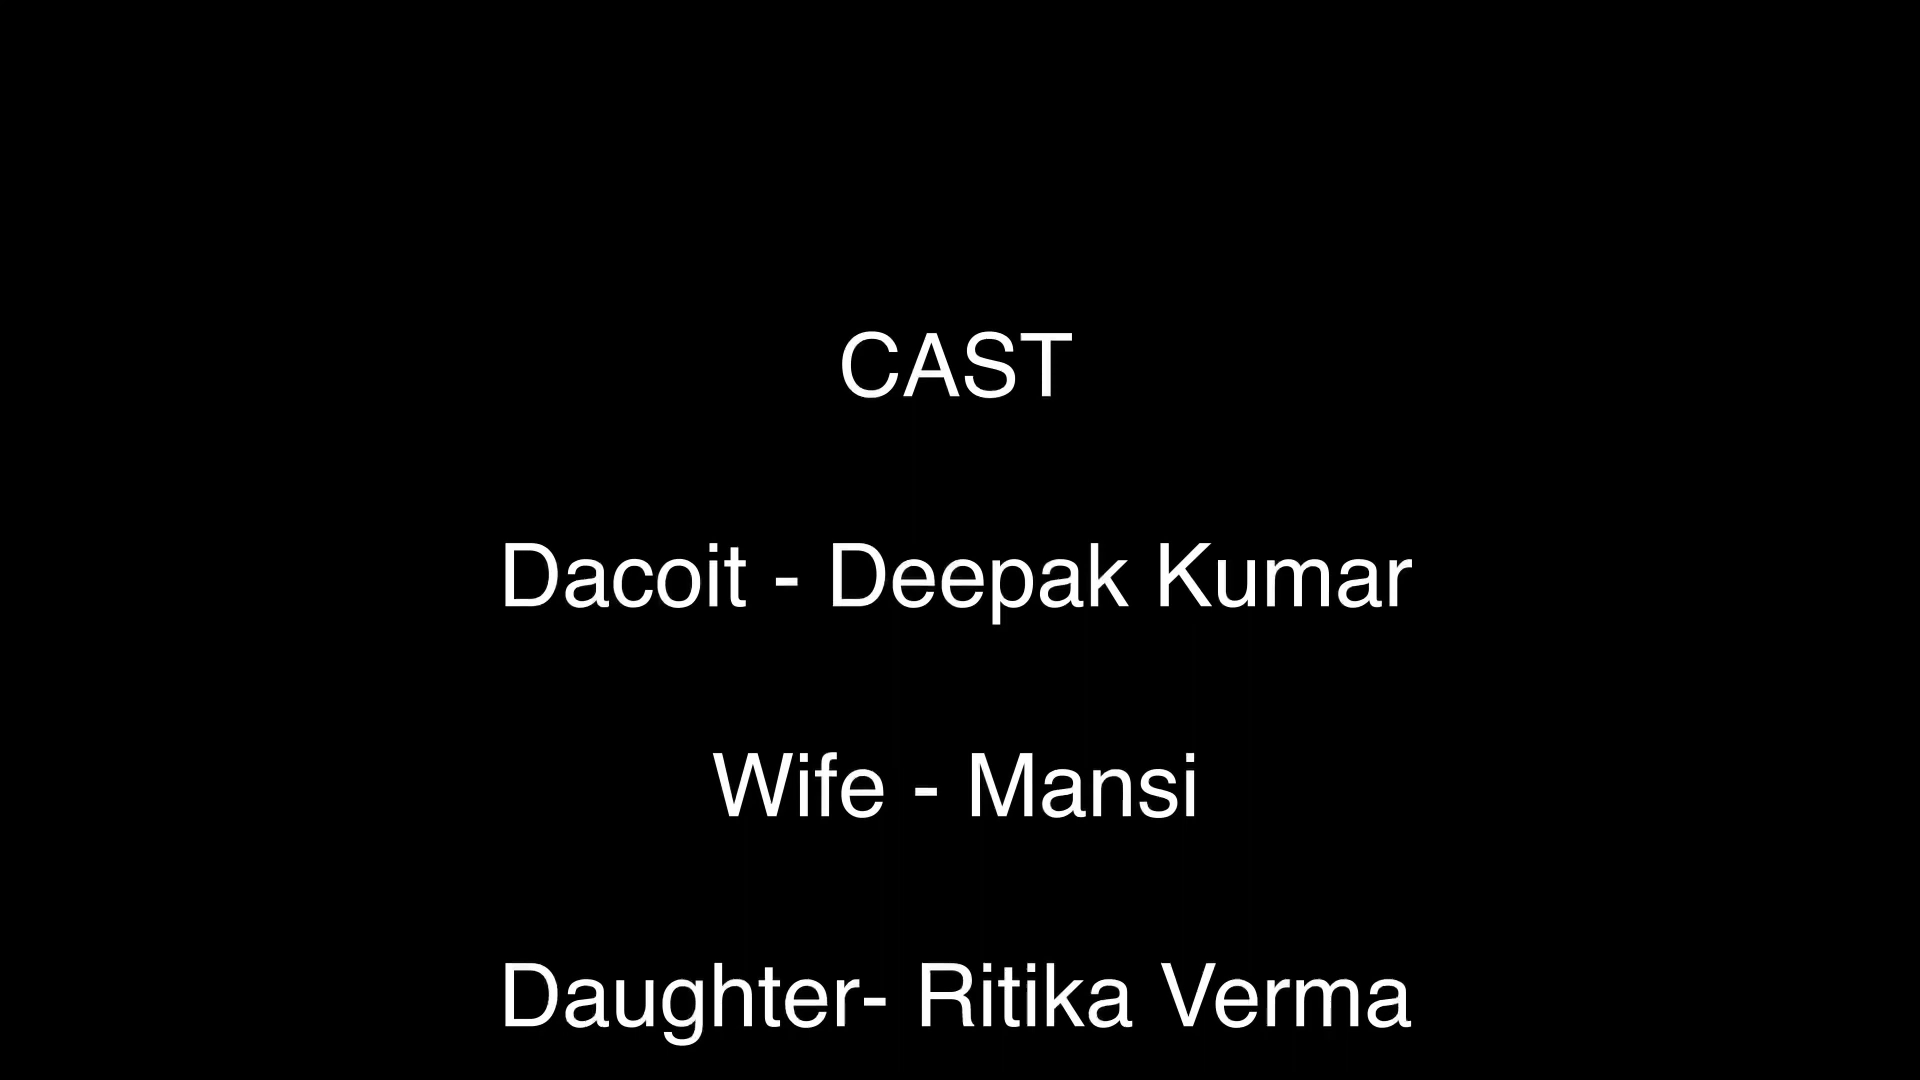 CAST
Dacoit - Deepak Kumar
Wife - Mansi
Daughter- Ritika Verma